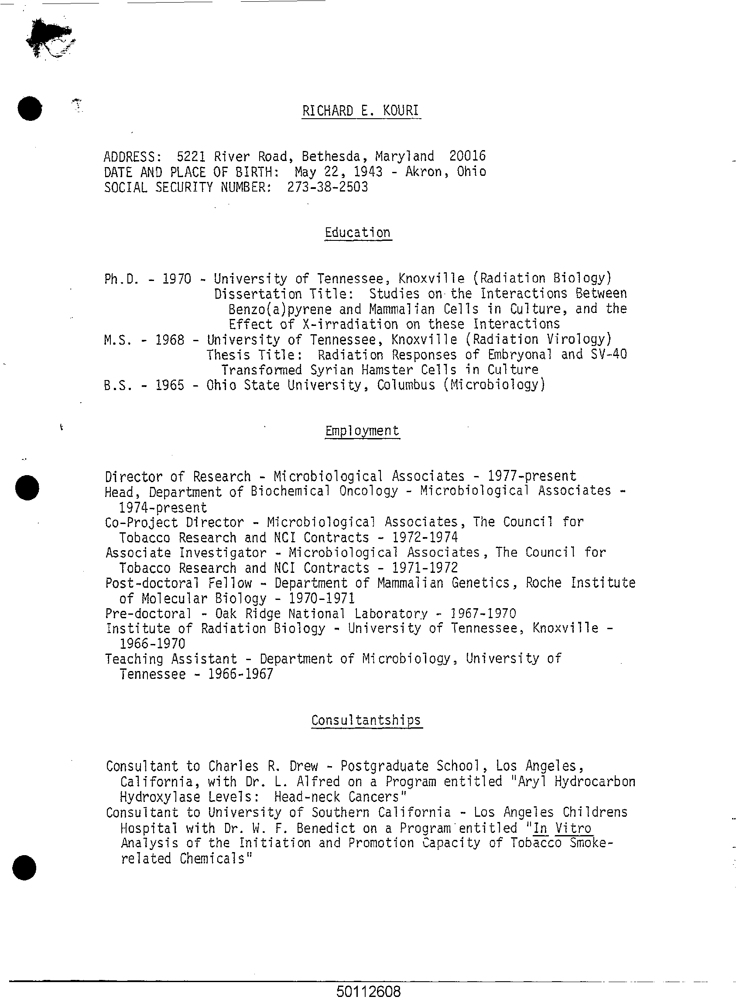 RICHARD E. KOURI
ADDRESS: 5221 River Road, Bethesda, Maryland 20016
DATE AND PLACE OF BIRTH: May 22, 1943 - Akron, Ohio
SOCIAL SECURITY NUMBER: 273-38-2503
Education
Ph.D. - 1970 - University of Tennessee, Knoxville (Radiation Biology)
Dissertation Title: Studies on the Interactions Between
Benzo(a)pyrene and Mammalian Cells in Culture, and the
Effect of X-irradiation on these Interactions
M.S. - 1968 - University of Tennessee, Knoxville (Radiation Virology)
Thesis Title: Radiation Responses of Embryonal and SV-40
Transformed Syrian Hamster Cells in Culture
B.S. - 1965 - Ohio State University, Columbus (Microbiology)
Employment
Director of Research - Microbiological Associates - 1977-present
Head, Department of Biochemical Oncology - Microbiological Associates -
1974-present
Co-Project Director - Microbiological Associates, The Council for
Tobacco Research and NCI Contracts - 1972-1974
Associate Investigator - Microbiological Associates, The Council for
Tobacco Research and NCI Contracts - 1971-1972
Post-doctoral Fellow - Department of Mammalian Genetics, Roche Institute
of Molecular Biology - 1970-1971
Pre-doctoral - Oak Ridge National Laboratory - 1967-1970
Institute of Radiation Biology - University of Tennessee, Knoxville -
1966-1970
Teaching Assistant - Department of Microbiology, University of
Tennessee - 1966-1967
Consultantships
Consultant to Charles R. Drew - Postgraduate School, Los Angeles,
California, with Dr. L. Alfred on a Program entitled "Aryl Hydrocarbon
Hydroxylase Levels: Head-neck Cancers"
Consultant to University of Southern California - Los Angeles Childrens
Hospital with Dr. W. F. Benedict on a Program entitled "In Vitro
Analysis of the Initiation and Promotion Capacity of Tobacco Smoke-
related Chemicals"
50112608